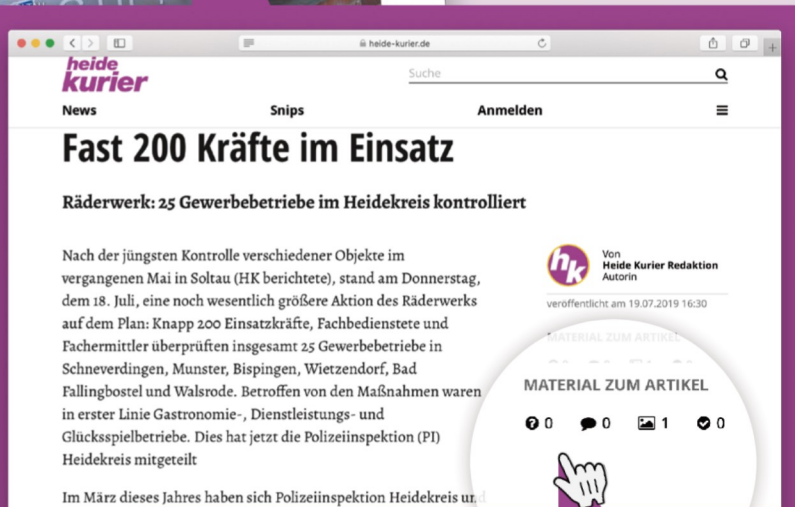 heide-kurier.de
heide
kurier
Suche
News
Snips
Anmelden
Fast 200 Kräfte im Einsatz
Räderwerk: 25 Gewerbebetriebe im Heidekreis kontrolliert
Nach der jüngsten Kontrolle verschiedener Objekte im
vergangenen Mai in Soltau (HK berichtete), stand am Donnerstag,
dem 18. Juli, eine noch wesentlich größere Aktion des Räderwerks
auf dem Plan: Knapp 200 Einsatzkräfte, Fachbedienstete und
Fachermittler überprüften insgesamt 25 Gewerbebetriebe in
Schneverdingen, Munster, Bispingen, Wietzendorf, Bad
Fallingbostel und Walsrode. Betroffen von den Maßnahmen waren
in erster Linie Gastronomie-, Dienstleistungs- und
Glücksspielbetriebe. Dies hat jetzt die Polizeiinspektion (PI)
Heidekreis mitgeteilt
Im März dieses Jahres haben sich Polizeiinspektion Heidekreis und
hk
Von
Heide Kurier Redaktion
Autorin
veröffentlicht am 19.07.2019 16:30
MATERIAL ZUM ARTIKEL
MATERIAL ZUM ARTIKEL
0 0 1 0